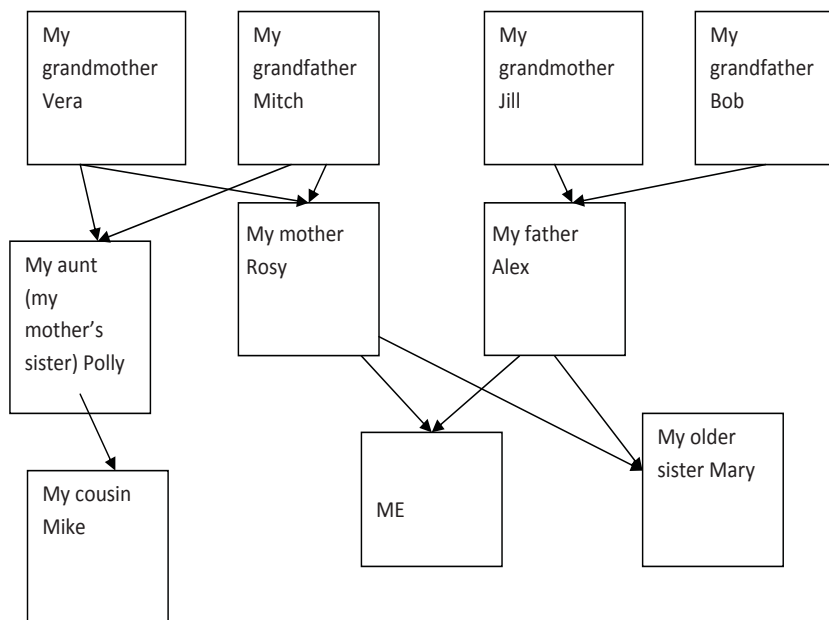 My
grandmother
Vera
My
grandfather
Mitch
My
grandmother
Jill
My
grandfather
Bob
My aunt
(my
mother’s
sister) Polly
My mother
Rosy
My father
Alex
My cousin
Mike
ME
My older
sister Mary